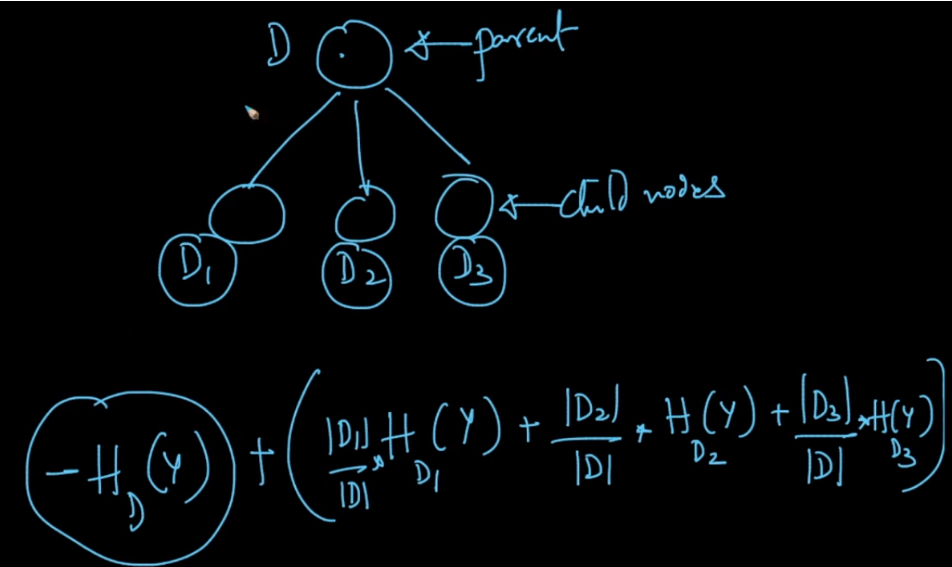 D ← parent
← child nodes
D₁ D₂ D₃
-H_D(Y) + (|D₁|/|D| * H_D₁(Y) + |D₂|/|D| * H_D₂(Y) + |D₃|/|D| * H_D₃(Y))